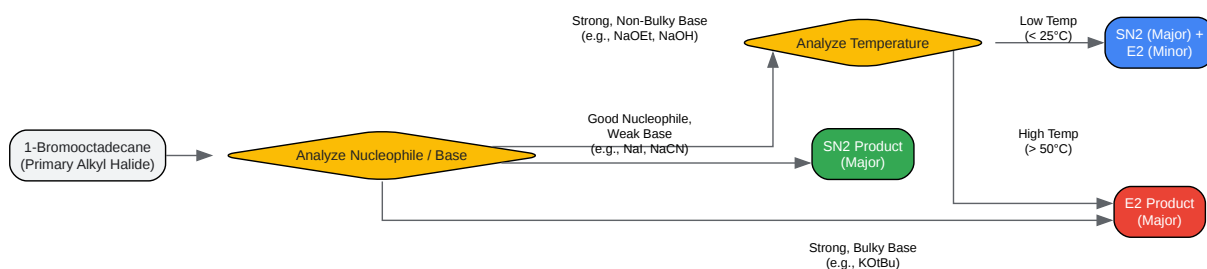 Strong, Non-Bulky Base
(e.g., NaOEt, NaOH)
Analyze Temperature
Low Temp
(< 25°C)
SN2 (Major) +
E2 (Minor)
1-Bromooctadecane
(Primary Alkyl Halide)
Analyze Nucleophile / Base
Good Nucleophile,
Weak Base
(e.g., NaI, NaCN)
SN2 Product
(Major)
High Temp
(> 50°C)
E2 Product
(Major)
Strong, Bulky Base
(e.g., KOtBu)